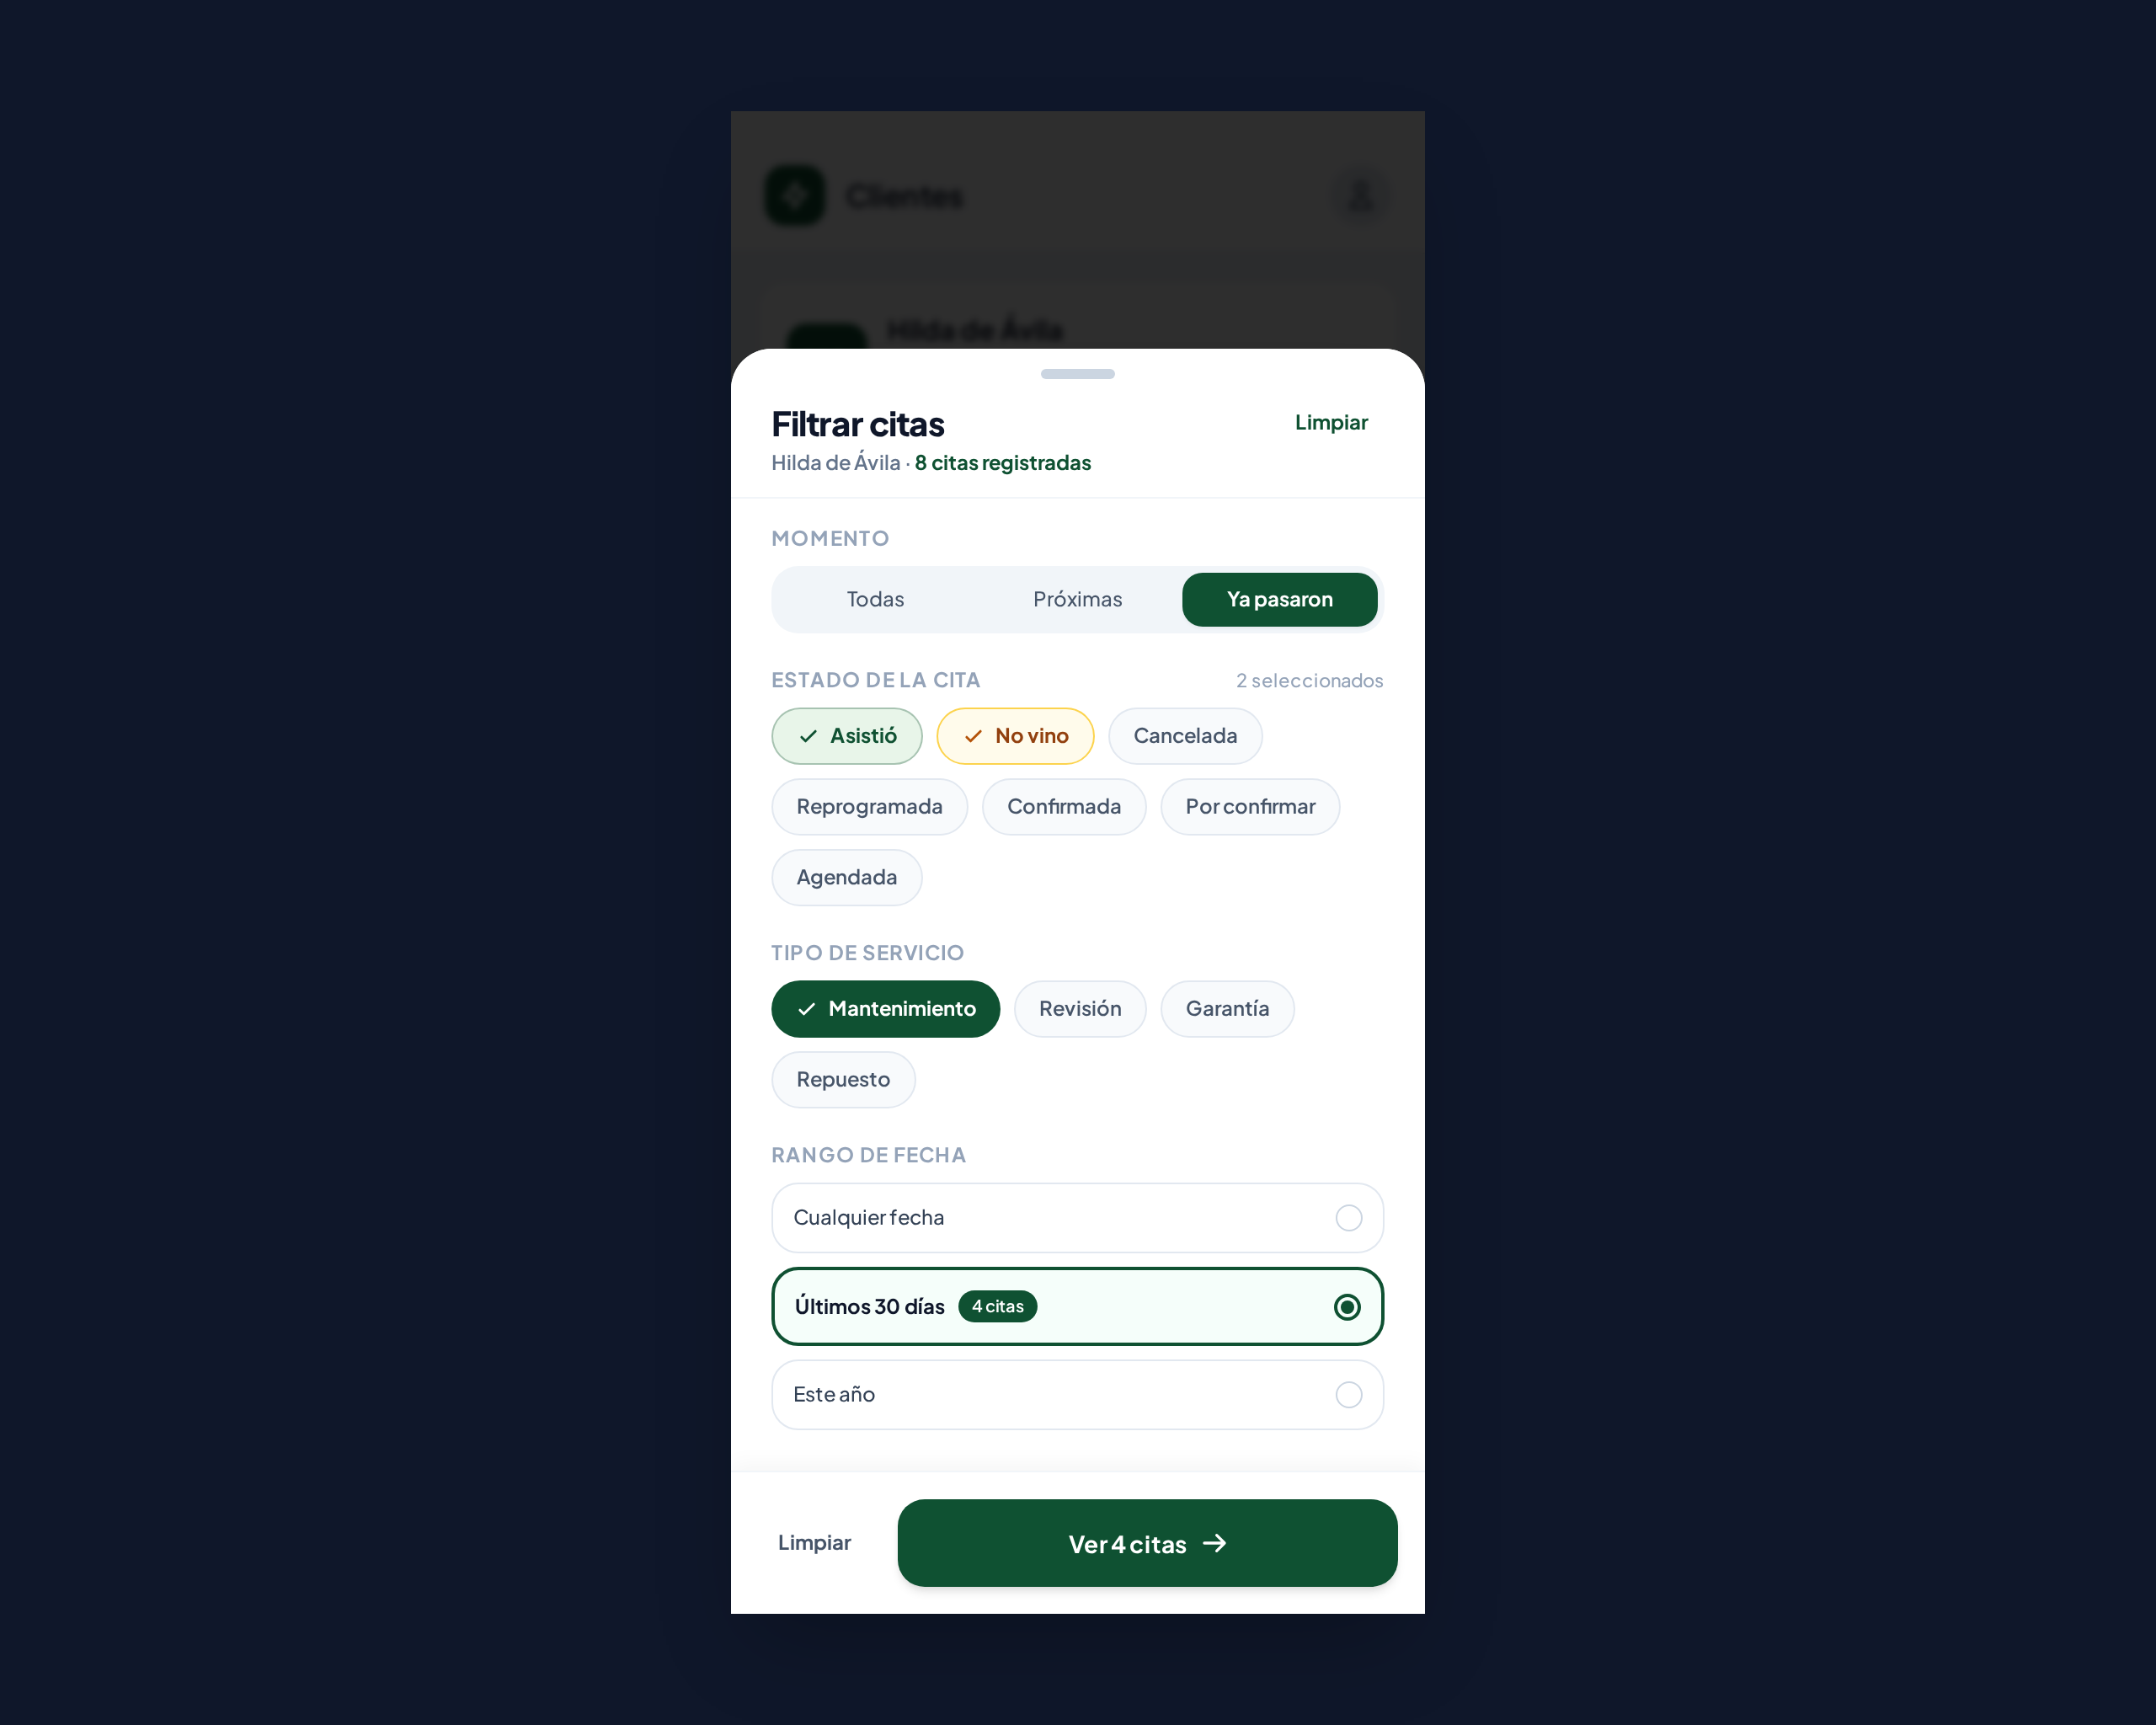 Clientes
Hilda de Ávila
Filtrar citas
Limpiar
Hilda de Ávila · 8 citas registradas
MOMENTO
Todas
Próximas
Ya pasaron
ESTADO DE LA CITA
2 seleccionados
Asistió
No vino
Cancelada
Reprogramada
Confirmada
Por confirmar
Agendada
TIPO DE SERVICIO
Mantenimiento
Revisión
Garantía
Repuesto
RANGO DE FECHA
Cualquier fecha
Últimos 30 días
4 citas
Este año
Limpiar
Ver 4 citas